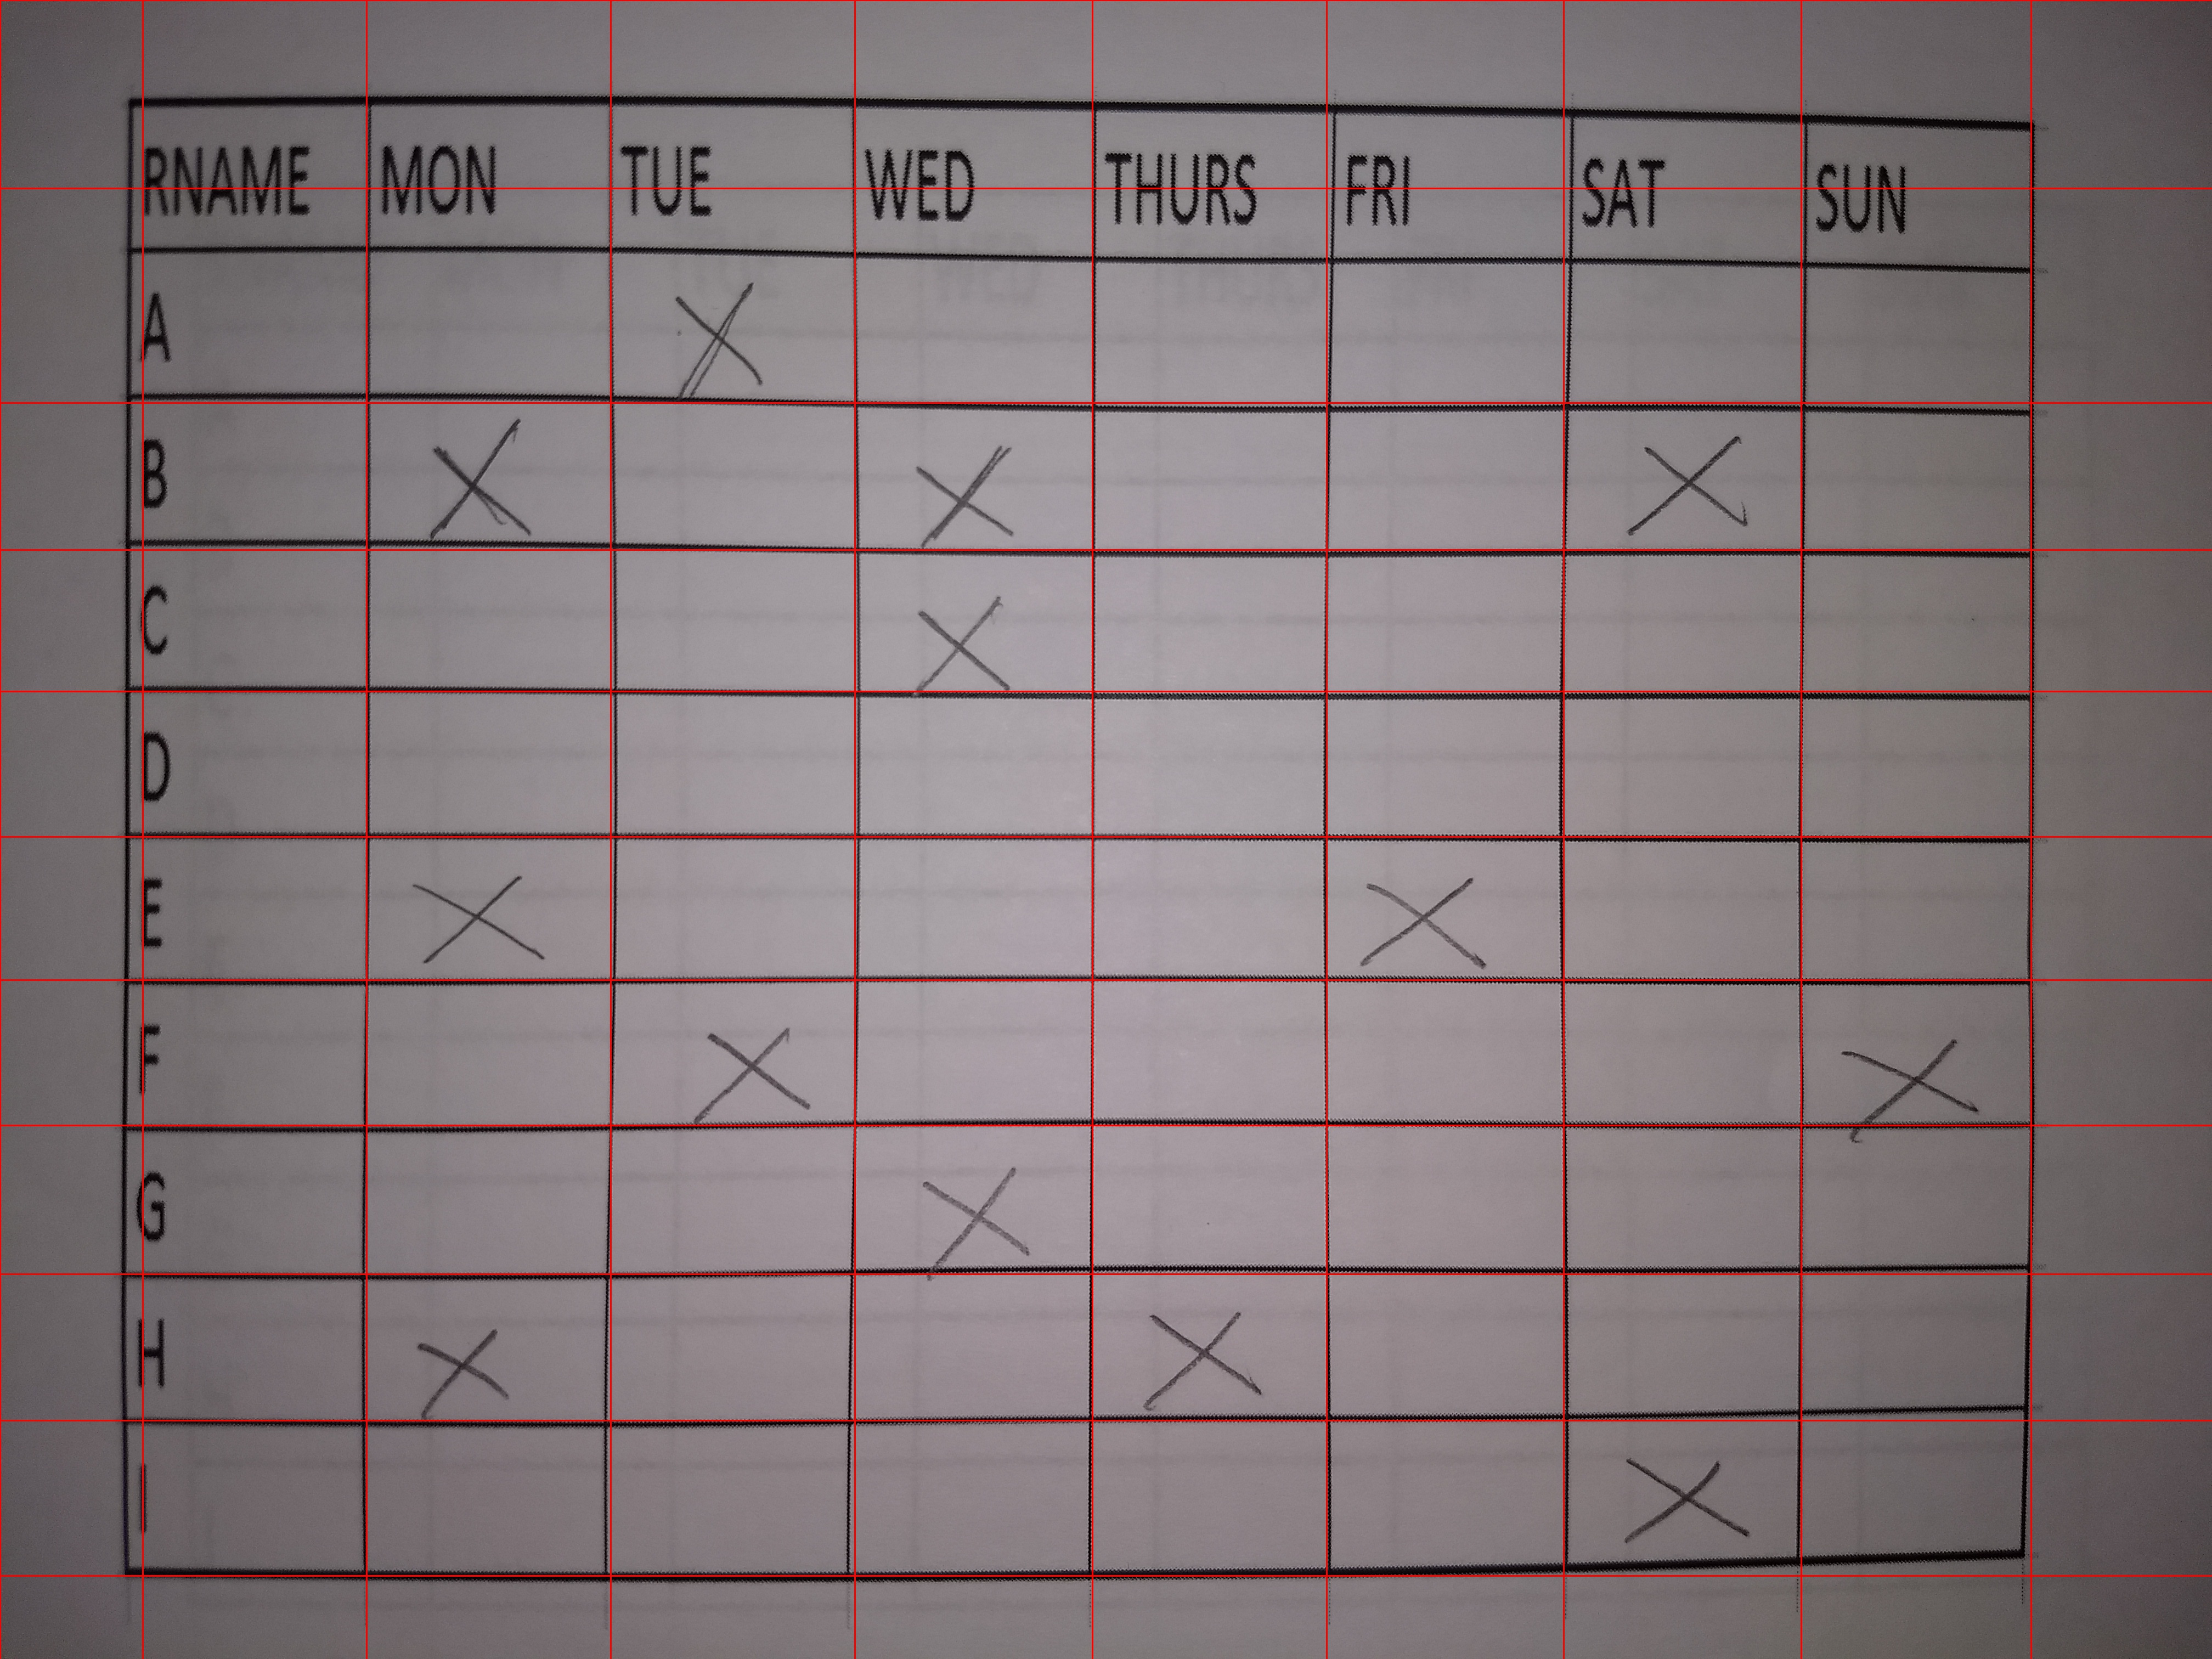 RNAME MON TUE WED THURS FRI SAT SUN
A X
B X X X
C X
D
E X X
F X X
G X
H X X
I X